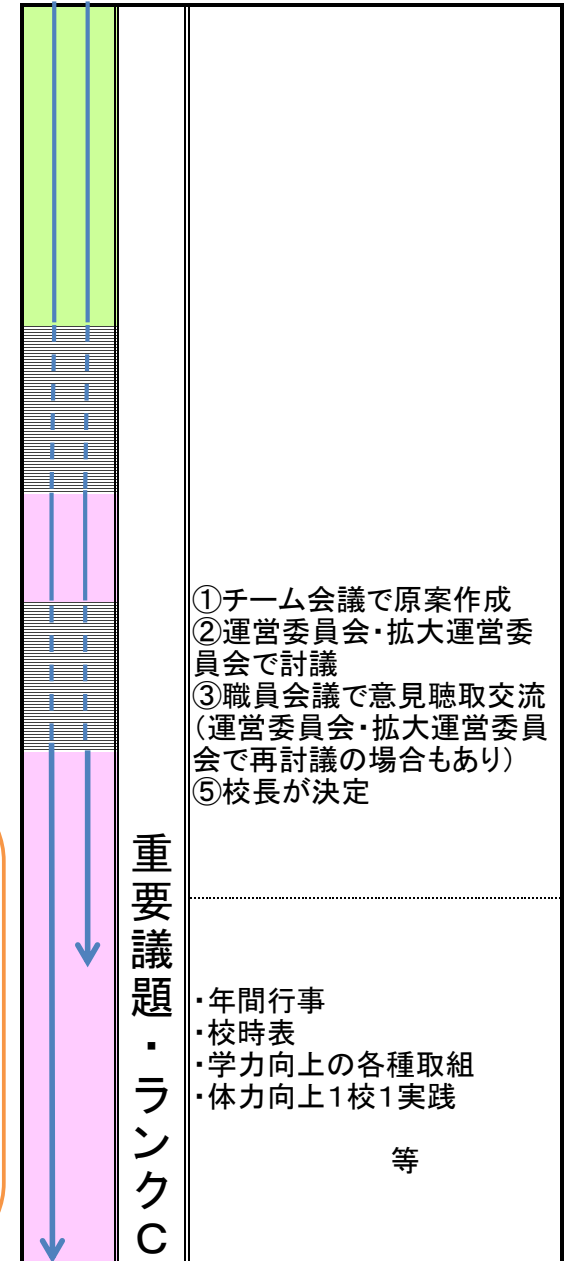 重要議題・ランクC
①チーム会議で原案作成
②運営委員会・拡大運営委
員会で討議
③職員会議で意見聴取交流
（運営委員会・拡大運営委員
会で再討議の場合もあり）
⑤校長が決定
・年間行事
・校時表
・学力向上の各種取組
・体力向上１校１実践
等